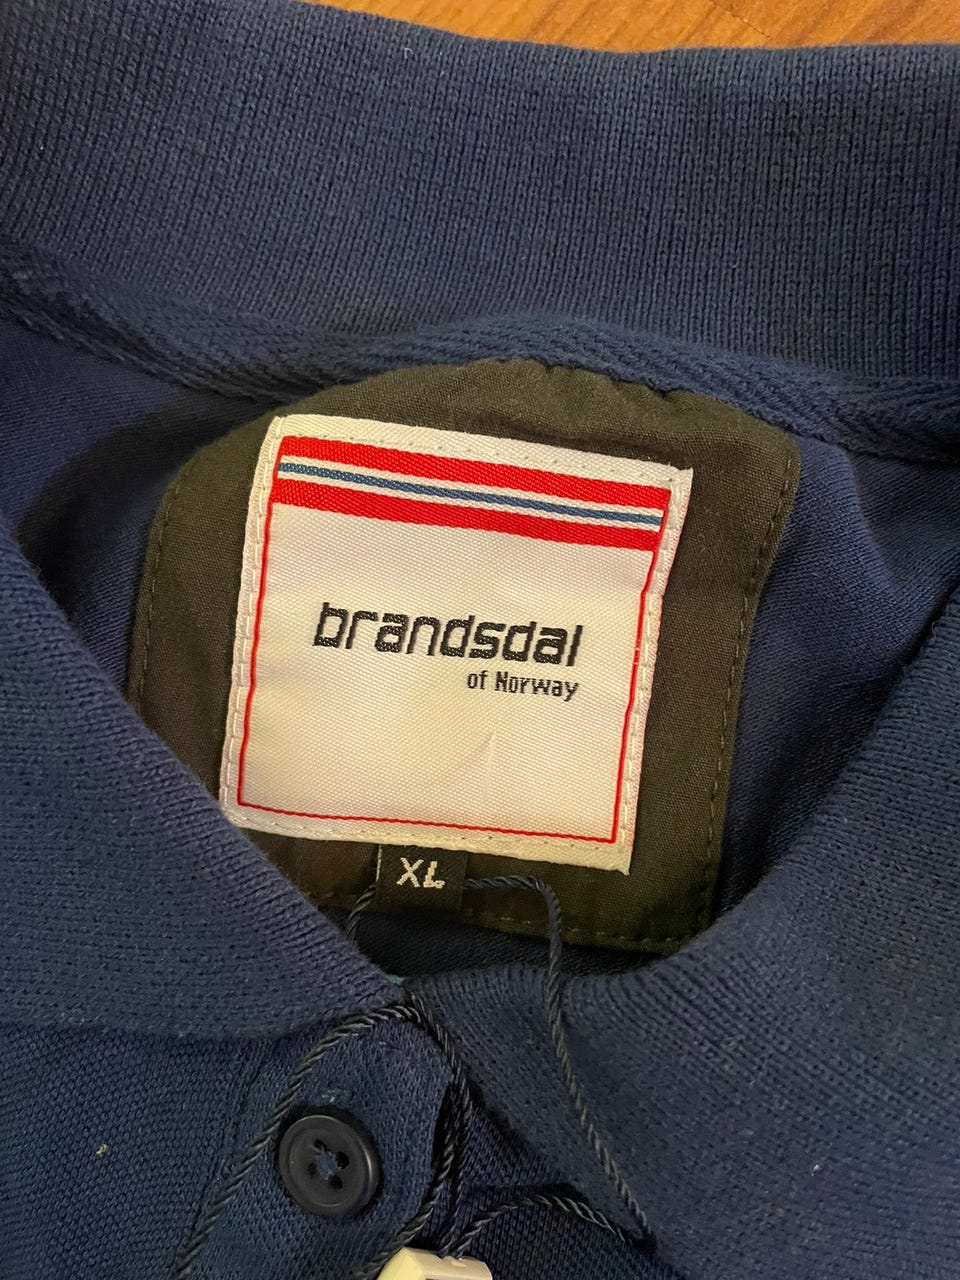 brandsdal
of Norway
XL